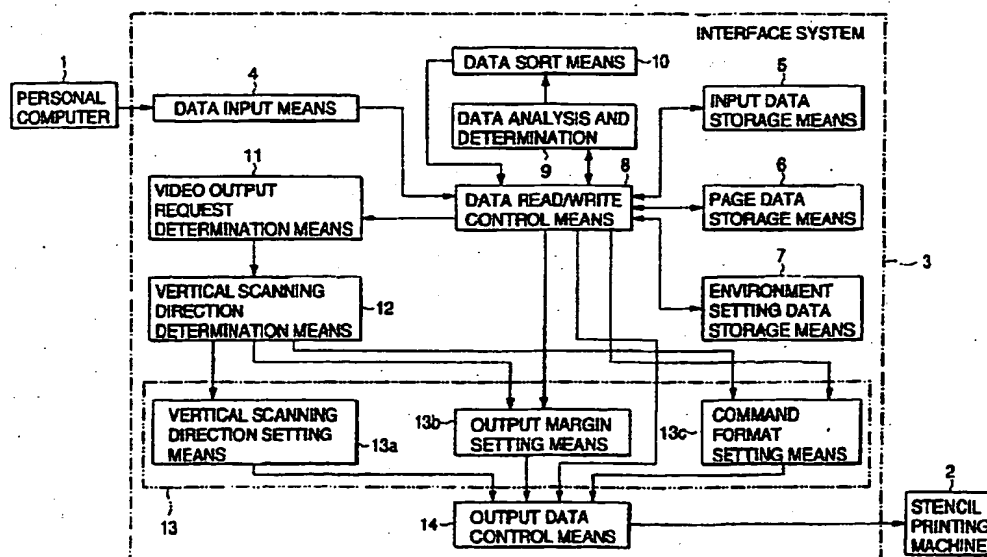 INTERFACE SYSTEM
1
PERSONAL
COMPUTER
4
DATA INPUT MEANS
DATA SORT MEANS
10
DATA ANALYSIS AND
DETERMINATION
9
5
INPUT DATA
STORAGE MEANS
11
VIDEO OUTPUT
REQUEST
DETERMINATION MEANS
8
DATA READ/WRITE
CONTROL MEANS
6
PAGE DATA
STORAGE MEANS
3
VERTICAL SCANNING
DIRECTION
DETERMINATION MEANS
12
7
ENVIRONMENT
SETTING DATA
STORAGE MEANS
VERTICAL SCANNING
DIRECTION SETTING
MEANS
13a
13b
OUTPUT MARGIN
SETTING MEANS
13c
COMMAND
FORMAT
SETTING MEANS
13
14
OUTPUT DATA
CONTROL MEANS
2
STENCIL
PRINTING
MACHINE